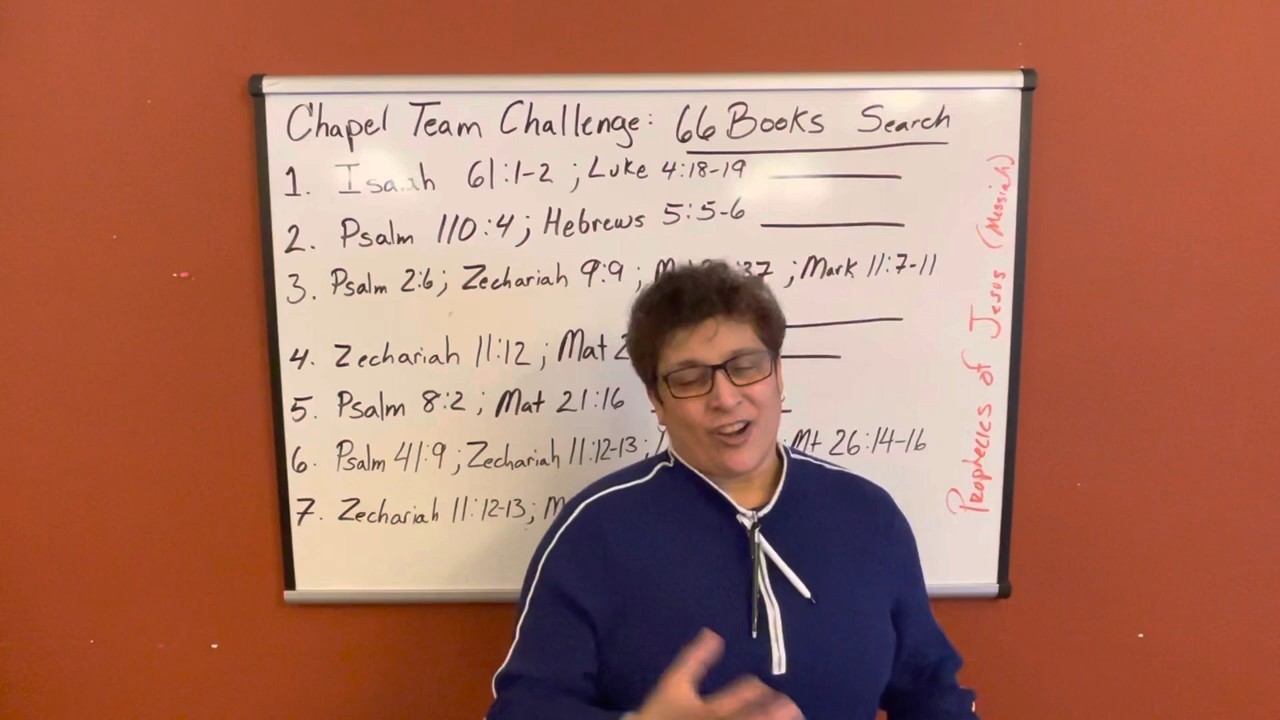 Chapel Team Challenge: 66 Books Search
1. Isaiah 61:1-2 ; Luke 4:18-19
2. Psalm 110:4; Hebrews 5:5-6
3. Psalm 2:6; Zechariah 9:9 ; ;Mark 11:7-11
4. Zechariah 11:12 ; Mat
5. Psalm 8:2 ; Mat 21:16
6. Psalm 41:9 ; Zechariah 11:12-13 ; Mt 26:14-16
7. Zechariah 11:12-13;
Prophecies of Jesus (Messiah)